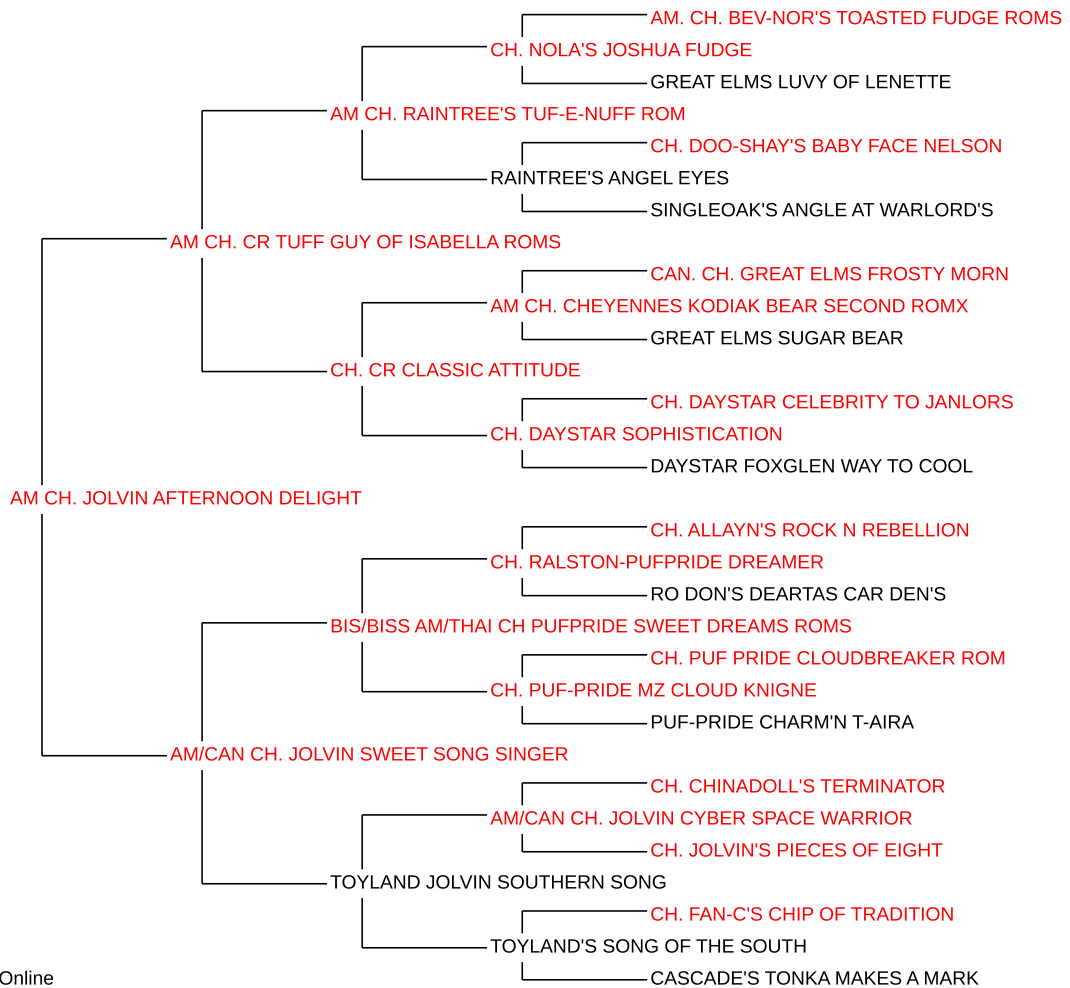 AM. CH. BEV-NOR'S TOASTED FUDGE ROMS
CH. NOLA'S JOSHUA FUDGE
GREAT ELMS LUVY OF LENETTE
AM CH. RAINTREE'S TUF-E-NUFF ROM
CH. DOO-SHAY'S BABY FACE NELSON
RAINTREE'S ANGEL EYES
SINGLEOAK'S ANGLE AT WARLORD'S
AM CH. CR TUFF GUY OF ISABELLA ROMS
CAN. CH. GREAT ELMS FROSTY MORN
AM CH. CHEYENNES KODIAK BEAR SECOND ROMX
GREAT ELMS SUGAR BEAR
CH. CR CLASSIC ATTITUDE
CH. DAYSTAR CELEBRITY TO JANLORS
CH. DAYSTAR SOPHISTICATION
DAYSTAR FOXGLEN WAY TO COOL
AM CH. JOLVIN AFTERNOON DELIGHT
CH. ALLAYN'S ROCK N REBELLION
CH. RALSTON-PUFPRIDE DREAMER
RO DON'S DEARTAS CAR DEN'S
BIS/BISS AM/THAI CH PUFPRIDE SWEET DREAMS ROMS
CH. PUF PRIDE CLOUDBREAKER ROM
CH. PUF-PRIDE MZ CLOUD KNIGNE
PUF-PRIDE CHARM'N T-AIRA
AM/CAN CH. JOLVIN SWEET SONG SINGER
CH. CHINADOLL'S TERMINATOR
AM/CAN CH. JOLVIN CYBER SPACE WARRIOR
CH. JOLVIN'S PIECES OF EIGHT
TOYLAND JOLVIN SOUTHERN SONG
CH. FAN-C'S CHIP OF TRADITION
TOYLAND'S SONG OF THE SOUTH
CASCADE'S TONKA MAKES A MARK
Online